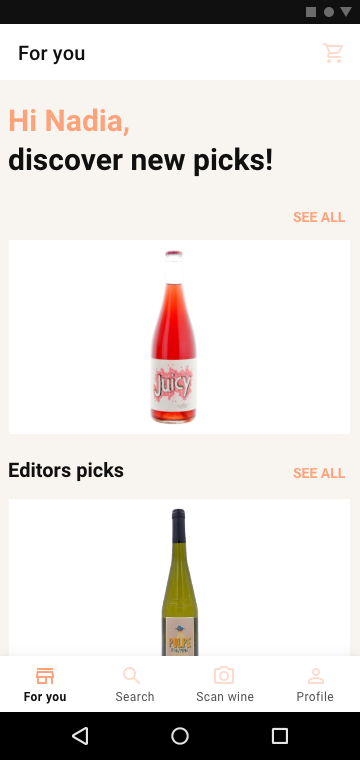 For you
Hi Nadia,
discover new picks!
SEE ALL
Juicy
Editors picks
SEE ALL
PULPE
For you
Search
Scan wine
Profile